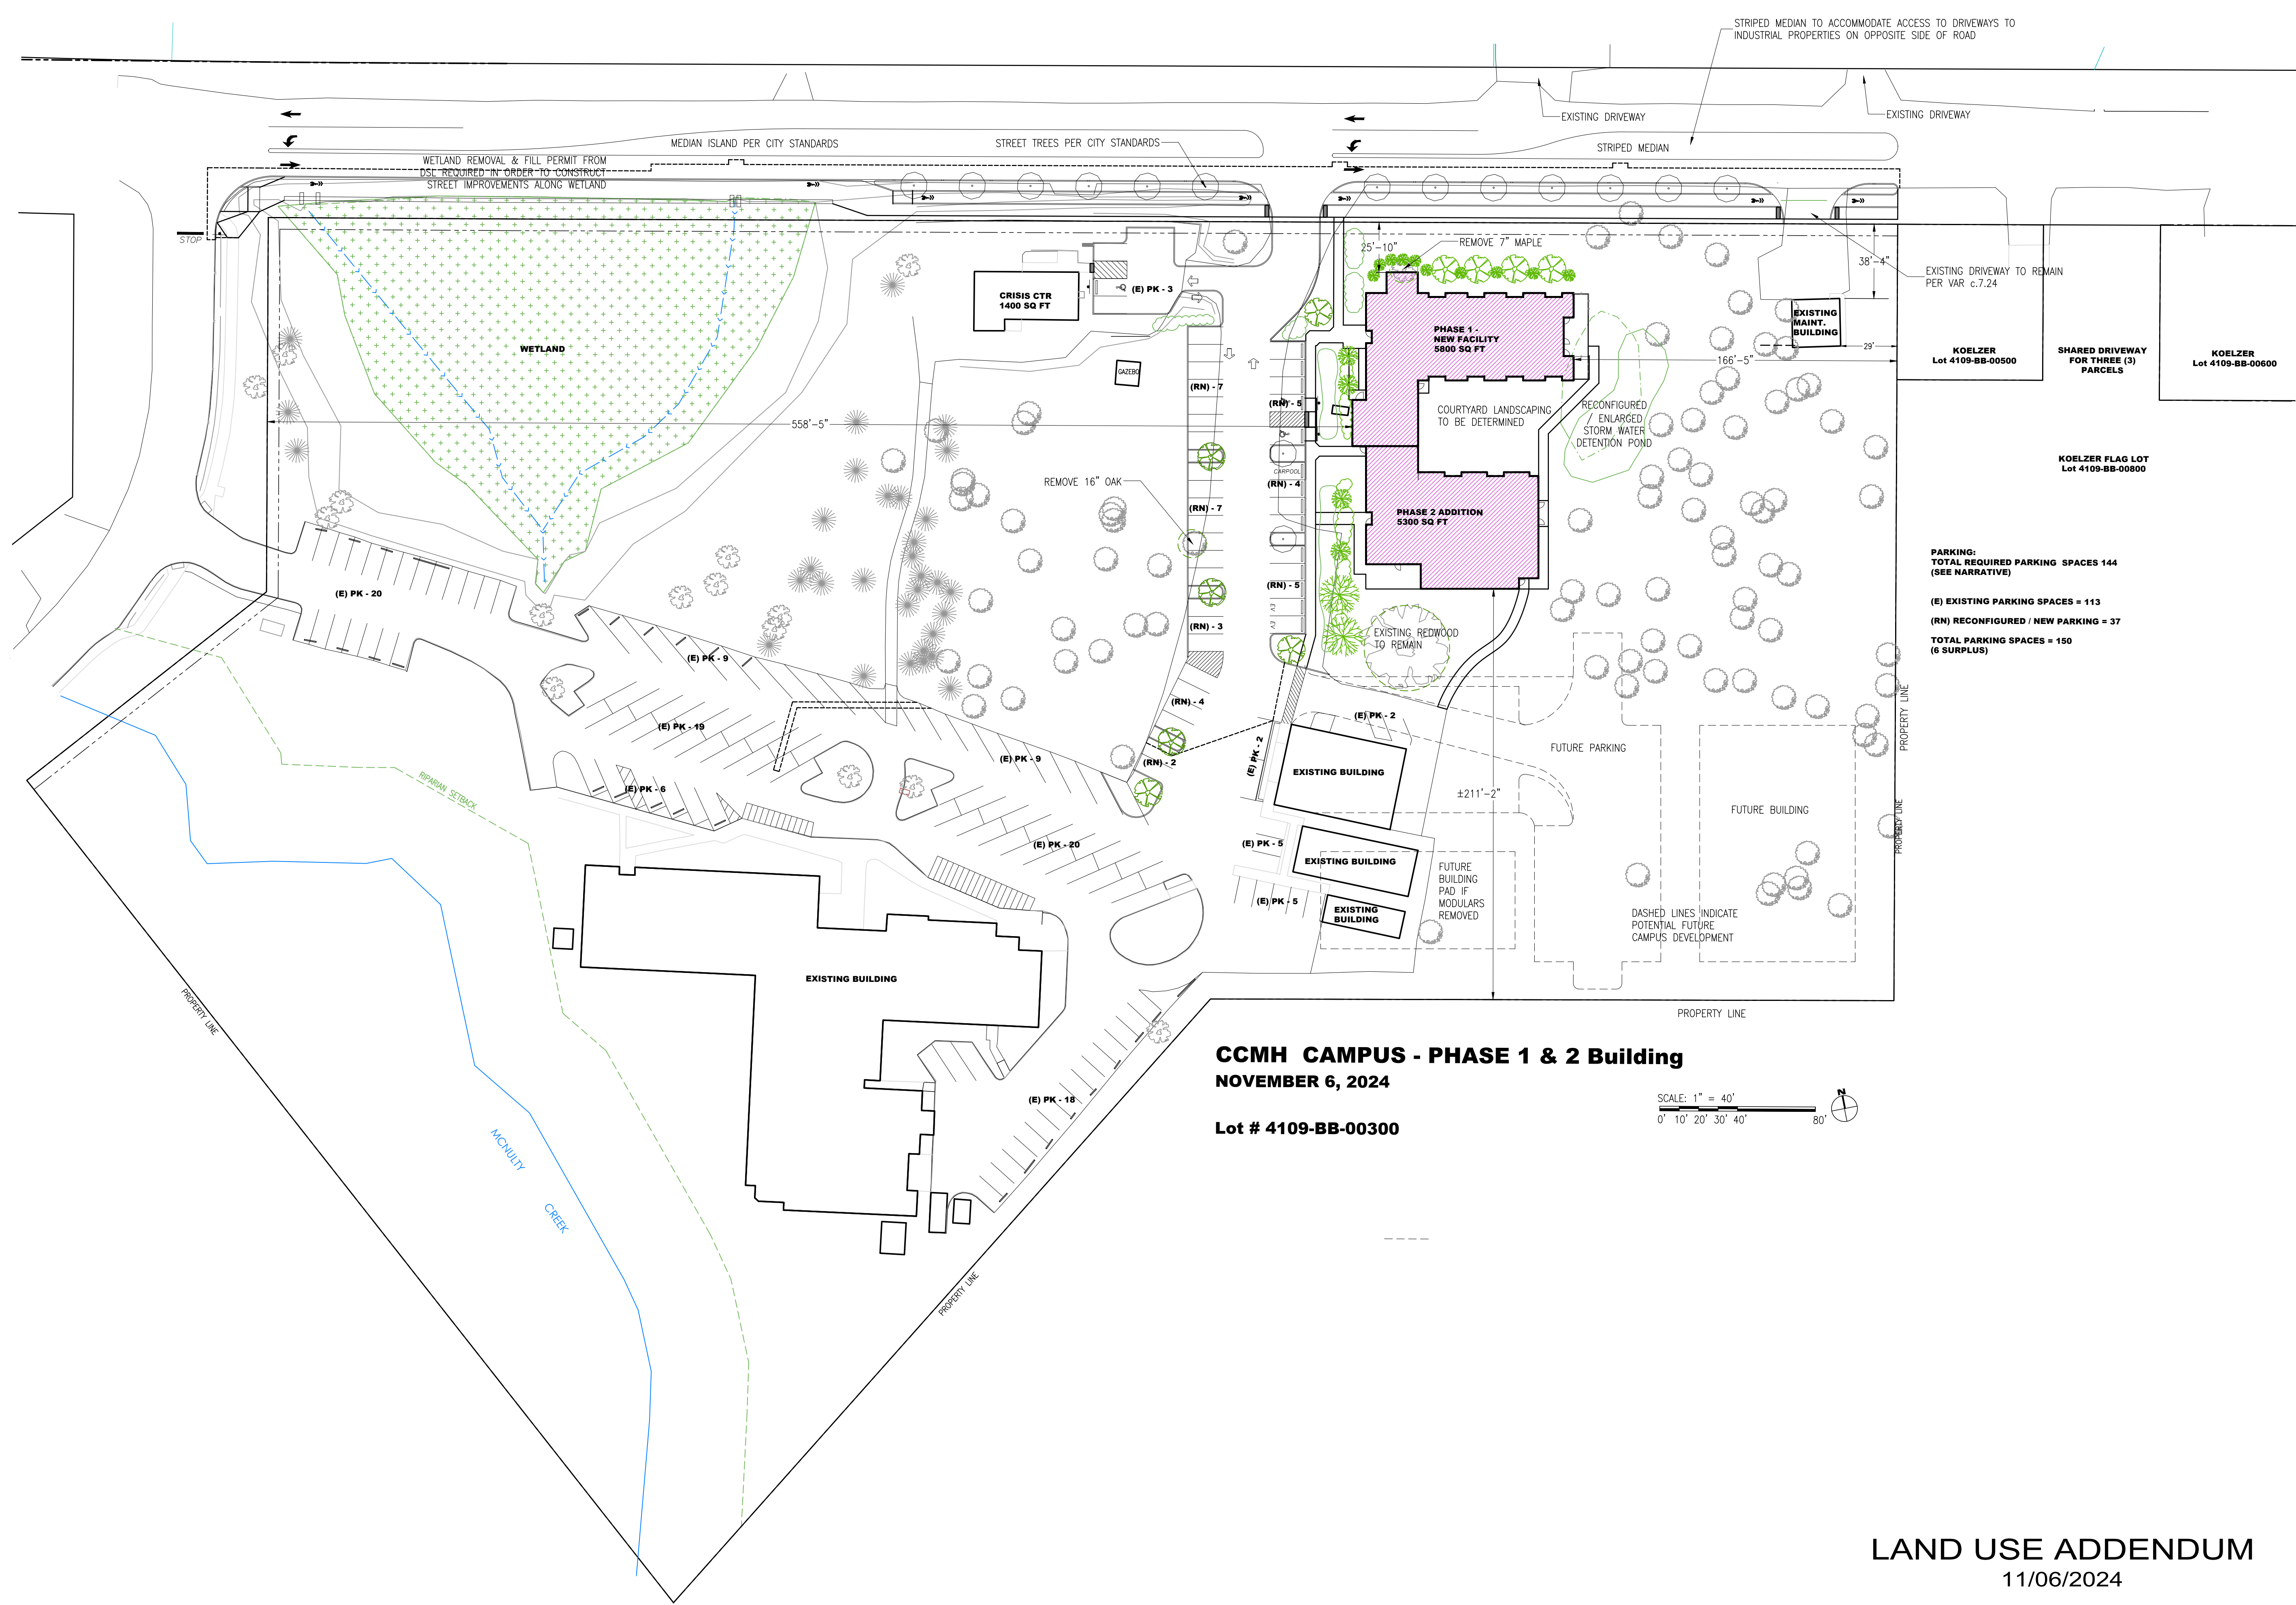 STRIPED MEDIAN TO ACCOMMODATE ACCESS TO DRIVEWAYS TO
INDUSTRIAL PROPERTIES ON OPPOSITE SIDE OF ROAD
EXISTING DRIVEWAY
EXISTING DRIVEWAY
MEDIAN ISLAND PER CITY STANDARDS
STREET TREES PER CITY STANDARDS
STRIPED MEDIAN
WETLAND REMOVAL & FILL PERMIT FROM
DSL REQUIRED IN ORDER TO CONSTRUCT
STREET IMPROVEMENTS ALONG WETLAND
STOP
25'-10"
REMOVE 7" MAPLE
38'-4"
EXISTING DRIVEWAY TO REMAIN
PER VAR c.7.24
CRISIS CTR
1400 SQ FT
(E) PK - 3
EXISTING
MAINT.
BUILDING
29'
PHASE 1 -
NEW FACILITY
5800 SQ FT
WETLAND
GAZEBO
166'-5"
KOELZER
Lot 4109-BB-00500
SHARED DRIVEWAY
FOR THREE (3)
PARCELS
KOELZER
Lot 4109-BB-00600
(RN) - 7
(RN) - 5
COURTYARD LANDSCAPING
TO BE DETERMINED
RECONFIGURED
ENLARGED
STORM WATER
DETENTION POND
558'-5"
KOELZER FLAG LOT
Lot 4109-BB-00800
CARPOOL
REMOVE 16" OAK
(RN) - 4
(RN) - 7
PHASE 2 ADDITION
5300 SQ FT
PARKING:
TOTAL REQUIRED PARKING SPACES 144
(SEE NARRATIVE)
(E) EXISTING PARKING SPACES = 113
(RN) RECONFIGURED / NEW PARKING = 37
TOTAL PARKING SPACES = 150
(6 SURPLUS)
(E) PK - 20
(RN) - 5
EV
EV
(RN) - 3
EXISTING REDWOOD
TO REMAIN
(E) PK - 9
(RN) - 4
(E) PK - 2
(E) PK - 19
PROPERTY LINE
FUTURE PARKING
(E) PK - 9
(RN) - 2
(E) PK - 2
EXISTING BUILDING
RIPARIAN SETBACK
(E) PK - 6
±211'-2"
FUTURE BUILDING
PROPERTY LINE
(E) PK - 20
(E) PK - 5
EXISTING BUILDING
FUTURE
BUILDING
PAD IF
MODULARS
REMOVED
(E) PK - 5
EXISTING
BUILDING
DASHED LINES INDICATE
POTENTIAL FUTURE
CAMPUS DEVELOPMENT
EXISTING BUILDING
PROPERTY LINE
PROPERTY LINE
CCMH CAMPUS - PHASE 1 & 2 Building
NOVEMBER 6, 2024
Lot # 4109-BB-00300
(E) PK - 18
SCALE: 1" = 40'
0' 10' 20' 30' 40' 80'
N
MCNULTY
CREEK
PROPERTY LINE
LAND USE ADDENDUM
11/06/2024